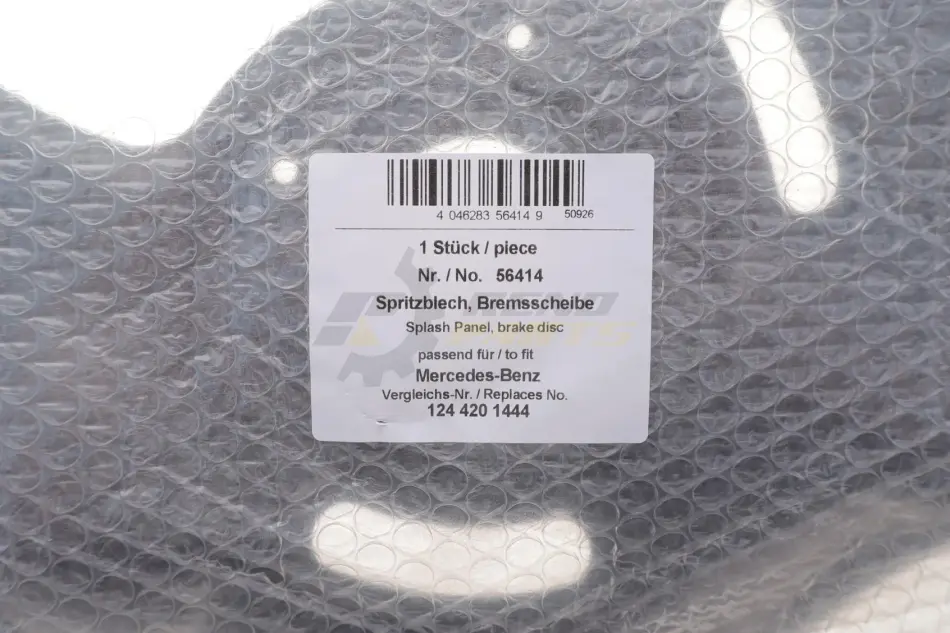 4 046283 56414 9 50926
1 Stück / piece
Nr. / No. 56414
Spritzblech, Bremsscheibe
Splash Panel, brake disc
passend für / to fit
Mercedes-Benz
Vergleichs-Nr. / Replaces No.
124 420 1444
PARTS